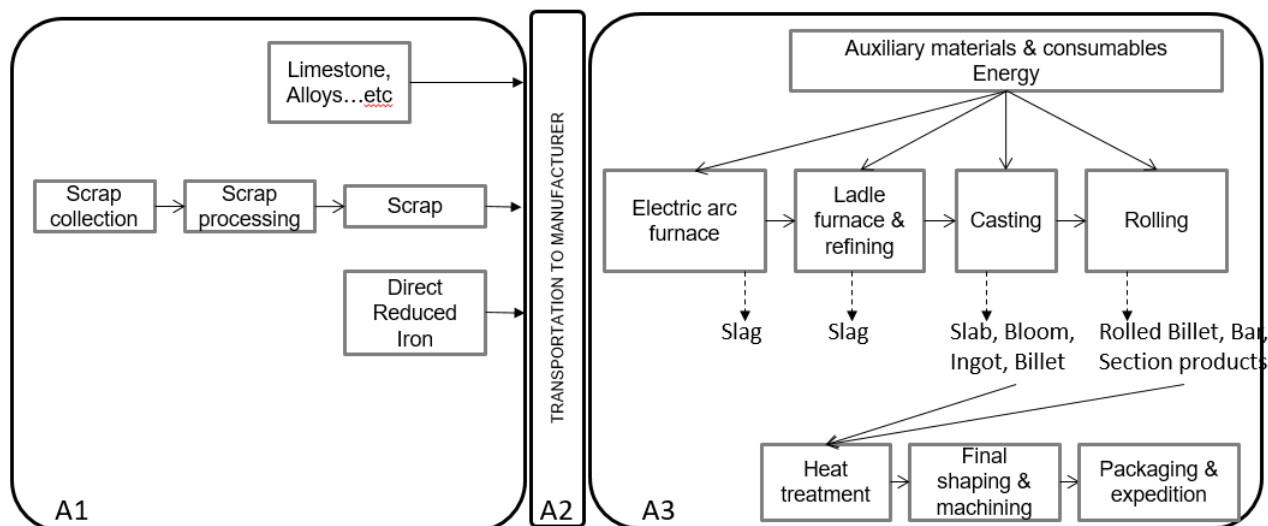 Limestone,
Alloys...etc
Scrap
collection
Scrap
processing
Scrap
Direct
Reduced
Iron
A1
TRANSPORTATION TO MANUFACTURER
A2
Auxiliary materials & consumables
Energy
Electric arc
furnace
Ladle
furnace &
refining
Casting
Rolling
Slag
Slag
Slab, Bloom,
Ingot, Billet
Rolled Billet, Bar,
Section products
Heat
treatment
Final
shaping &
machining
Packaging &
expedition
A3